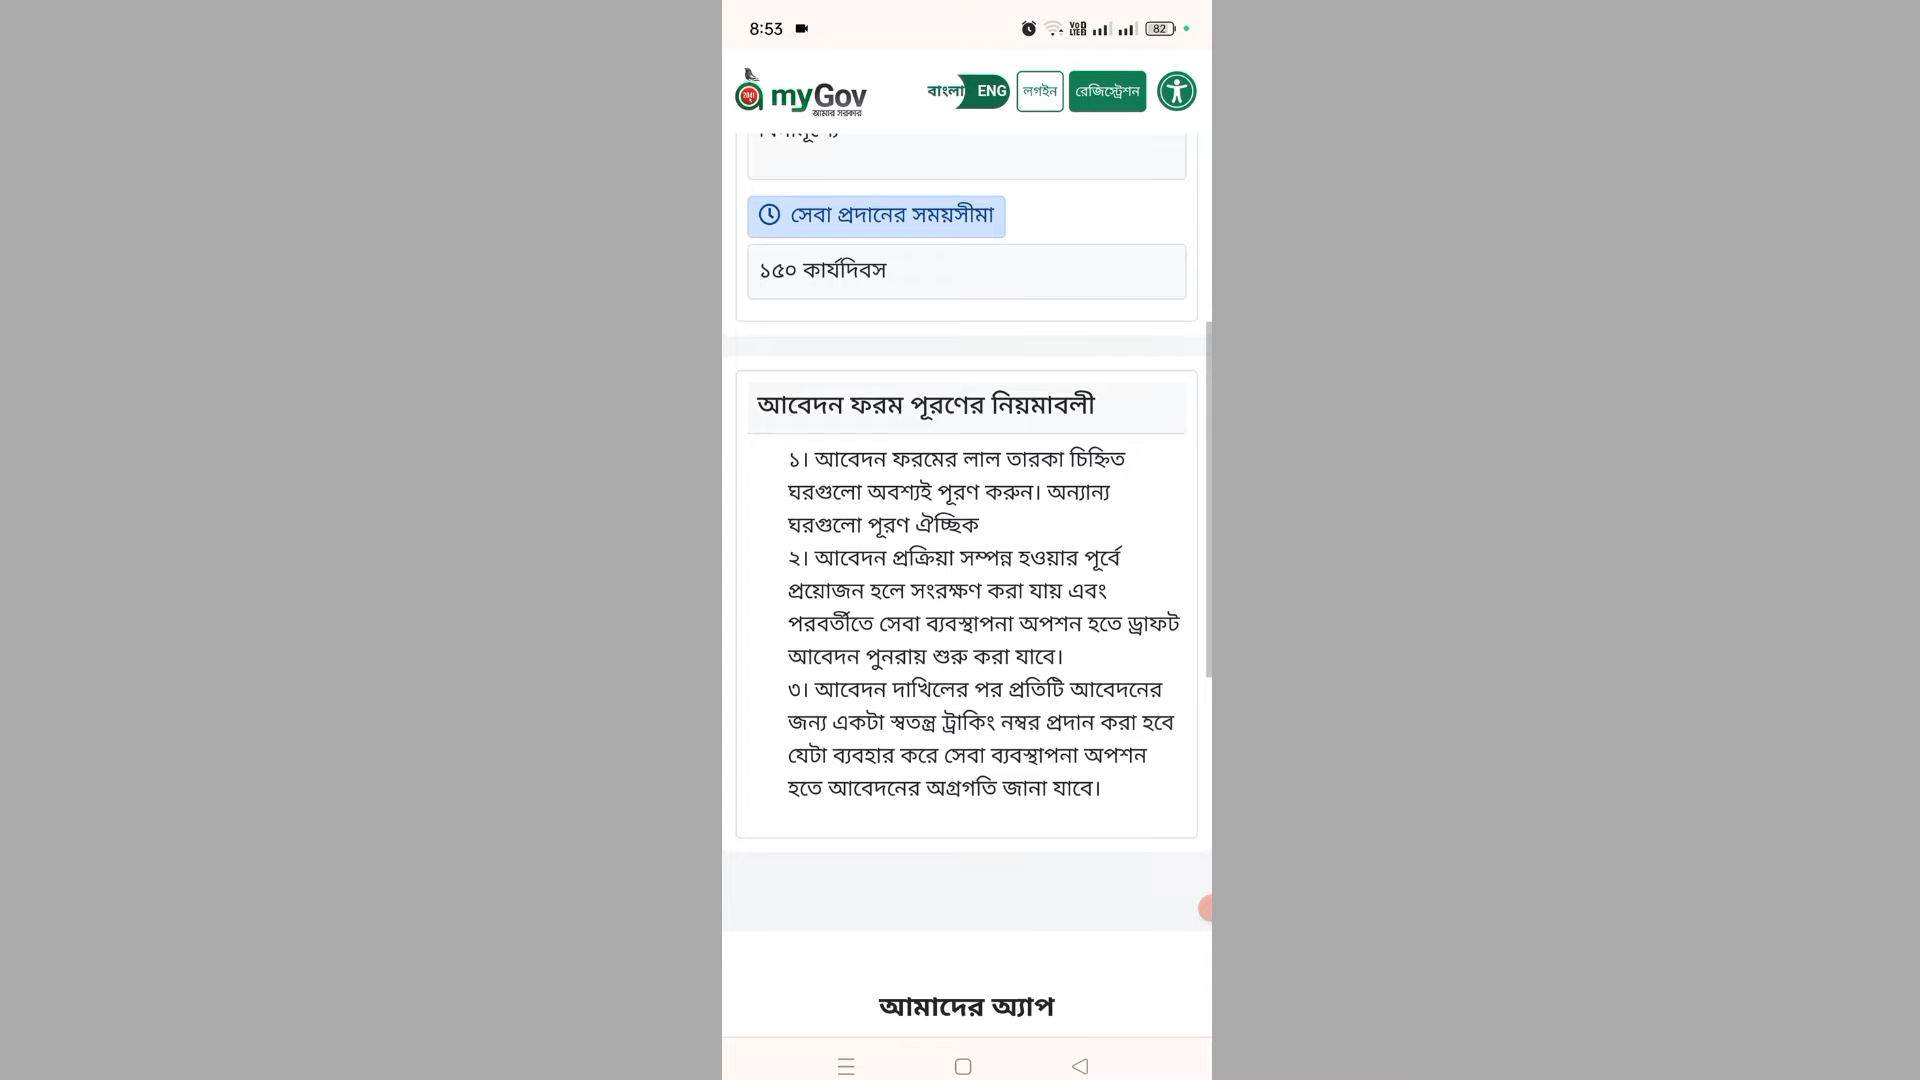 8:53
VoD
LTE
82
2041
myGov
আমার সরকার
বাংলা ENG
লগইন
রেজিস্ট্রেশন
সেবা প্রদানের সময়সীমা
১৫০ কার্যদিবস
আবেদন ফরম পূরণের নিয়মাবলী
১। আবেদন ফরমের লাল তারকা চিহ্নিত
ঘরগুলো অবশ্যই পূরণ করুন। অন্যান্য
ঘরগুলো পূরণ ঐচ্ছিক
২। আবেদন প্রক্রিয়া সম্পন্ন হওয়ার পূর্বে
প্রয়োজন হলে সংরক্ষণ করা যায় এবং
পরবর্তীতে সেবা ব্যবস্থাপনা অপশন হতে ড্রাফট
আবেদন পুনরায় শুরু করা যাবে।
৩। আবেদন দাখিলের পর প্রতিটি আবেদনের
জন্য একটা স্বতন্ত্র ট্রাকিং নম্বর প্রদান করা হবে
যেটা ব্যবহার করে সেবা ব্যবস্থাপনা অপশন
হতে আবেদনের অগ্রগতি জানা যাবে।
আমাদের অ্যাপ